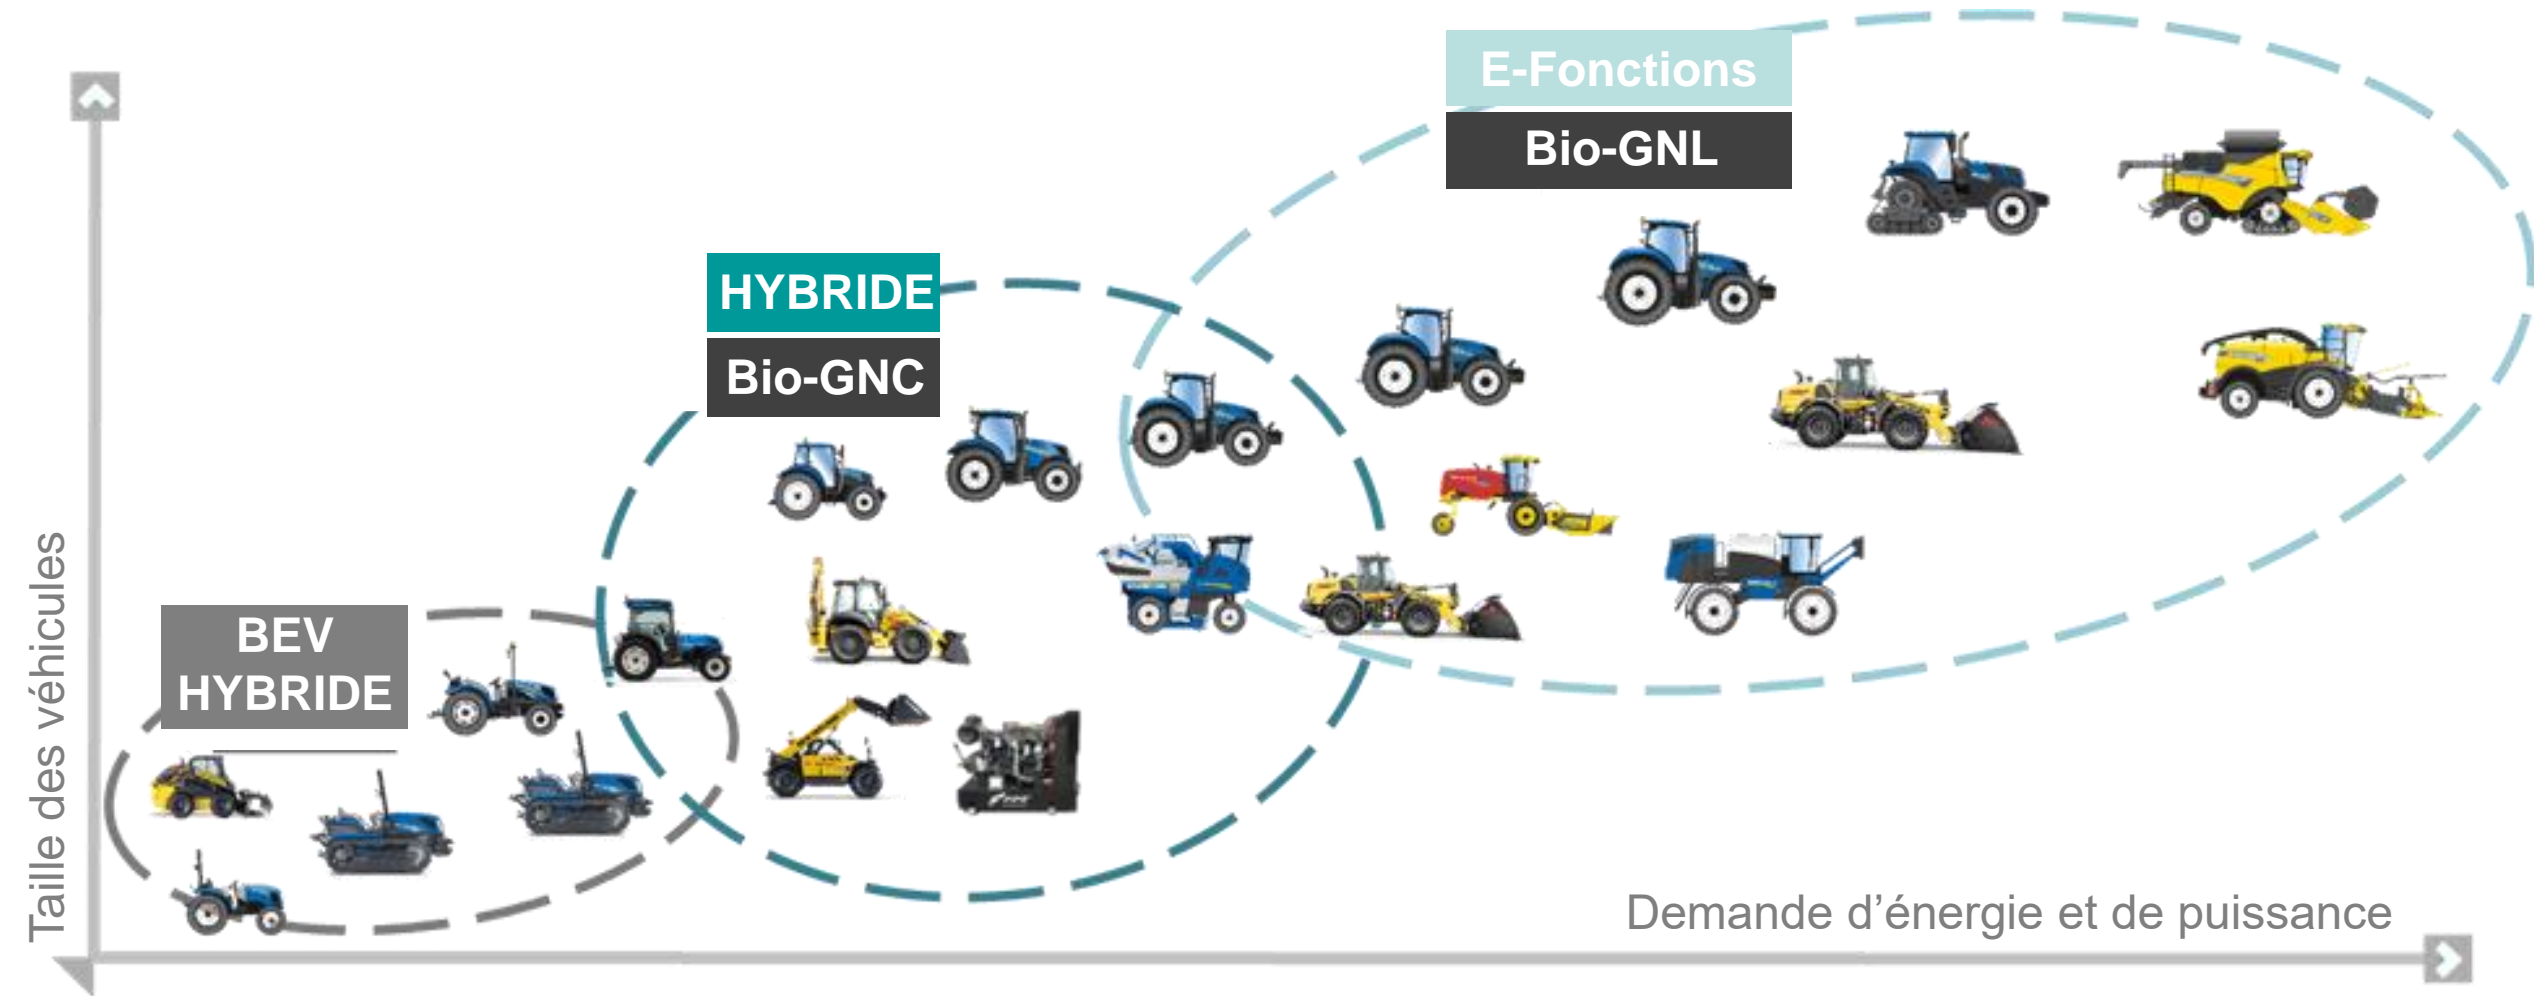 E-Fonctions
Bio-GNL
HYBRIDE
Bio-GNC
BEV
HYBRIDE
Taille des véhicules
Demande d’énergie et de puissance